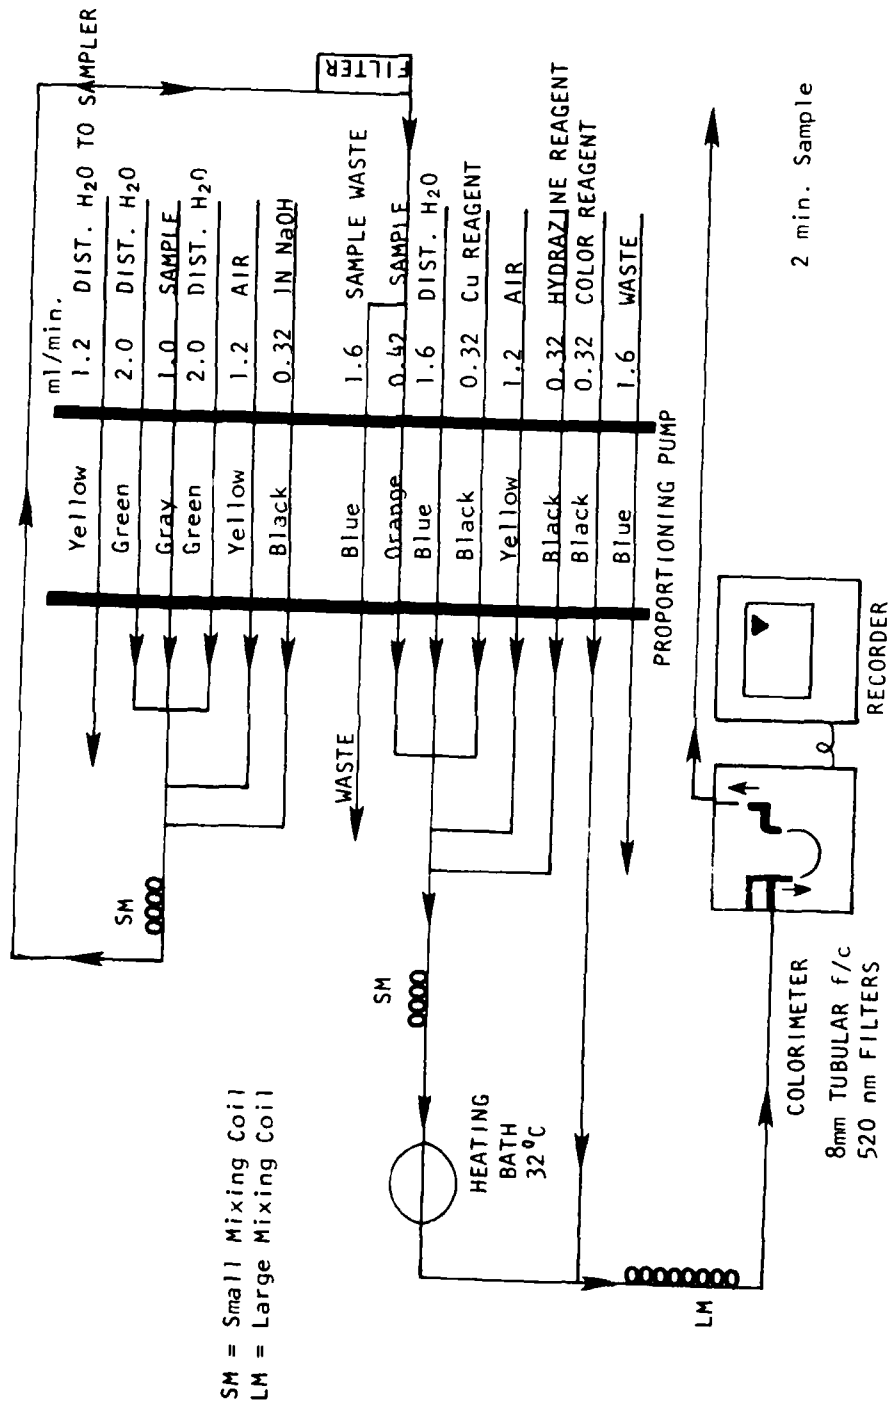 ml/min.
Yellow 1.2 DIST. H2O TO SAMPLER
Green 2.0 DIST. H2O
Gray 1.0 SAMPLE
Green 2.0 DIST. H2O
Yellow 1.2 AIR
Black 0.32 1N NaOH
SM
FILTER
Blue 1.6 SAMPLE WASTE
WASTE
Orange 0.42 SAMPLE
Blue 1.6 DIST. H2O
Black 0.32 Cu REAGENT
Yellow 1.2 AIR
Black 0.32 HYDRAZINE REAGENT
Black 0.32 COLOR REAGENT
Blue 1.6 WASTE
PROPORTIONING PUMP
SM = Small Mixing Coil
LM = Large Mixing Coil
SM
HEATING
BATH
32°C
LM
COLORIMETER
8mm TUBULAR f/c
520 nm FILTERS
RECORDER
2 min. Sample